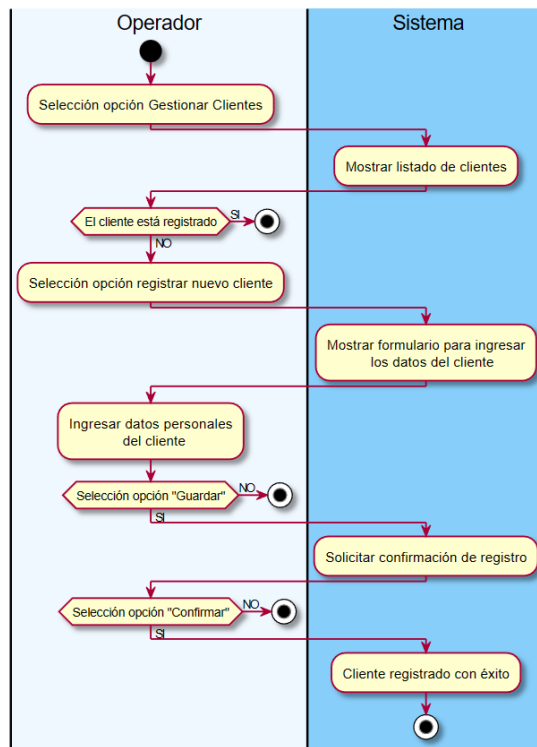 Operador
Sistema
Selección opción Gestionar Clientes
Mostrar listado de clientes
El cliente está registrado
SI
NO
Selección opción registrar nuevo cliente
Mostrar formulario para ingresar
los datos del cliente
Ingresar datos personales
del cliente
Selección opción "Guardar"
NO
SI
Solicitar confirmación de registro
Selección opción "Confirmar"
NO
SI
Cliente registrado con éxito